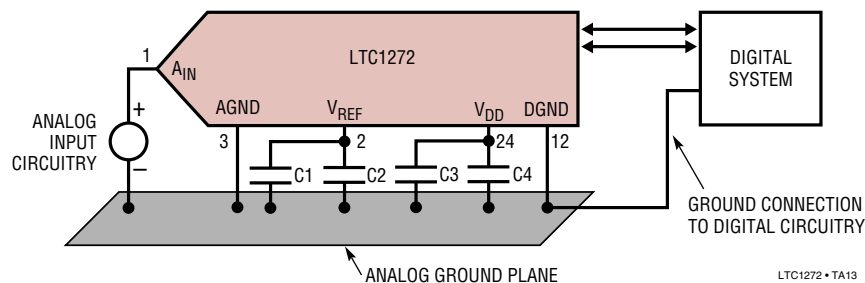 LTC1272
1
A_IN
AGND
V_REF
V_DD
DGND
3
2
24
12
DIGITAL
SYSTEM
+
ANALOG
INPUT
CIRCUITRY
–
C1
C2
C3
C4
GROUND CONNECTION
TO DIGITAL CIRCUITRY
ANALOG GROUND PLANE
LTC1272 • TA13